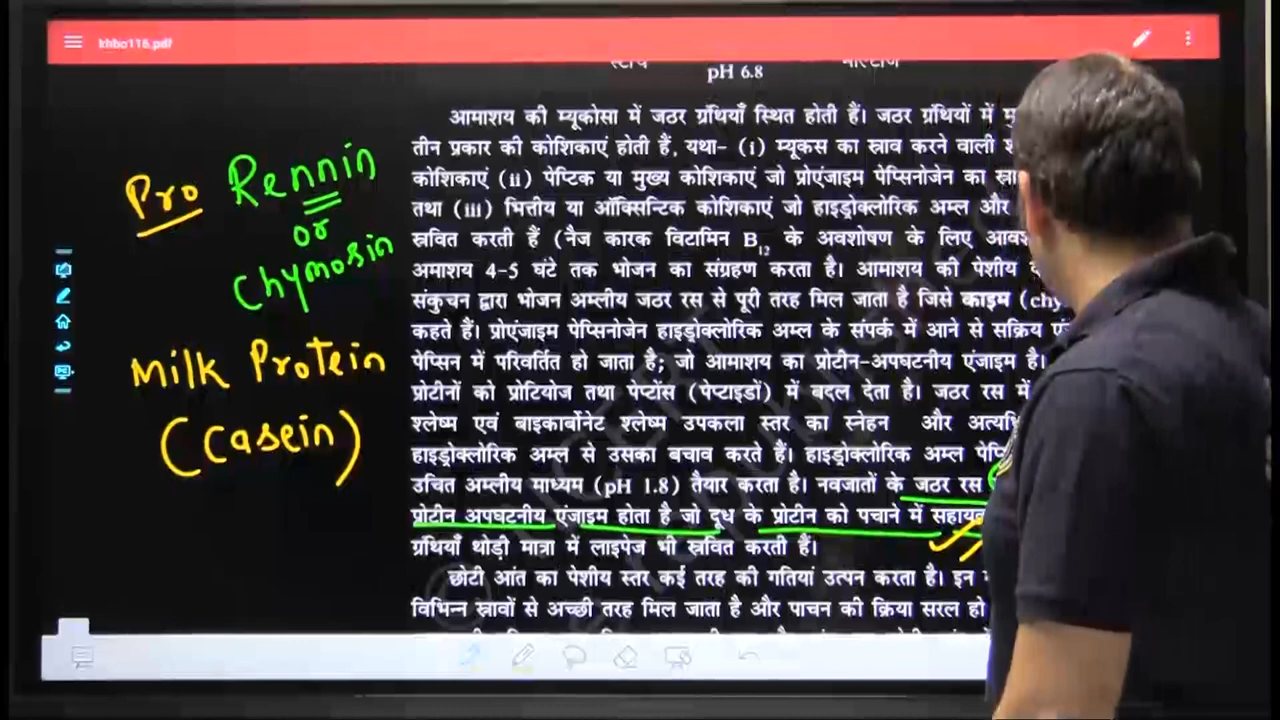 khbo116.pdf
pH 6.8
Pro Rennin
or
Chymosin
Milk Protein
(Casein)
आमाशय की म्यूकोसा में जठर ग्रंथियाँ स्थित होती हैं। जठर ग्रंथियों में
तीन प्रकार की कोशिकाएं होती हैं, यथा- (i) म्यूकस का स्राव करने वाली
कोशिकाएं (ii) पेप्टिक या मुख्य कोशिकाएं जो प्रोएंजाइम पेप्सिनोजेन का
तथा (iii) भित्तीय या ऑक्सिन्टिक कोशिकाएं जो हाइड्रोक्लोरिक अम्ल और
स्रवित करती हैं (नैज कारक विटामिन B12 के अवशोषण के लिए
अमाशय 4-5 घंटे तक भोजन का संग्रहण करता है। आमाशय की पेशीय
संकुचन द्वारा भोजन अम्लीय जठर रस से पूरी तरह मिल जाता है जिसे काइम
कहते हैं। प्रोएंजाइम पेप्सिनोजेन हाइड्रोक्लोरिक अम्ल के संपर्क में आने से सक्रिय
पेप्सिन में परिवर्तित हो जाता है; जो आमाशय का प्रोटीन-अपघटनीय एंजाइम है।
प्रोटीनों को प्रोटियोज तथा पेप्टोंस (पेप्टाइडों) में बदल देता है। जठर रस में
श्लेष्म एवं बाइकार्बोनेट श्लेष्म उपकला स्तर का स्नेहन और
हाइड्रोक्लोरिक अम्ल से उसका बचाव करते हैं। हाइड्रोक्लोरिक अम्ल
उचित अम्लीय माध्यम (pH 1.8) तैयार करता है। नवजातों के जठर रस
प्रोटीन अपघटनीय एंजाइम होता है जो दूध के प्रोटीन को पचाने में
ग्रंथियाँ थोड़ी मात्रा में लाइपेज भी स्रवित करती हैं।
छोटी आंत का पेशीय स्तर कई तरह की गतियां उत्पन करता है। इन
विभिन्न स्रावों से अच्छी तरह मिल जाता है और पाचन की क्रिया सरल हो